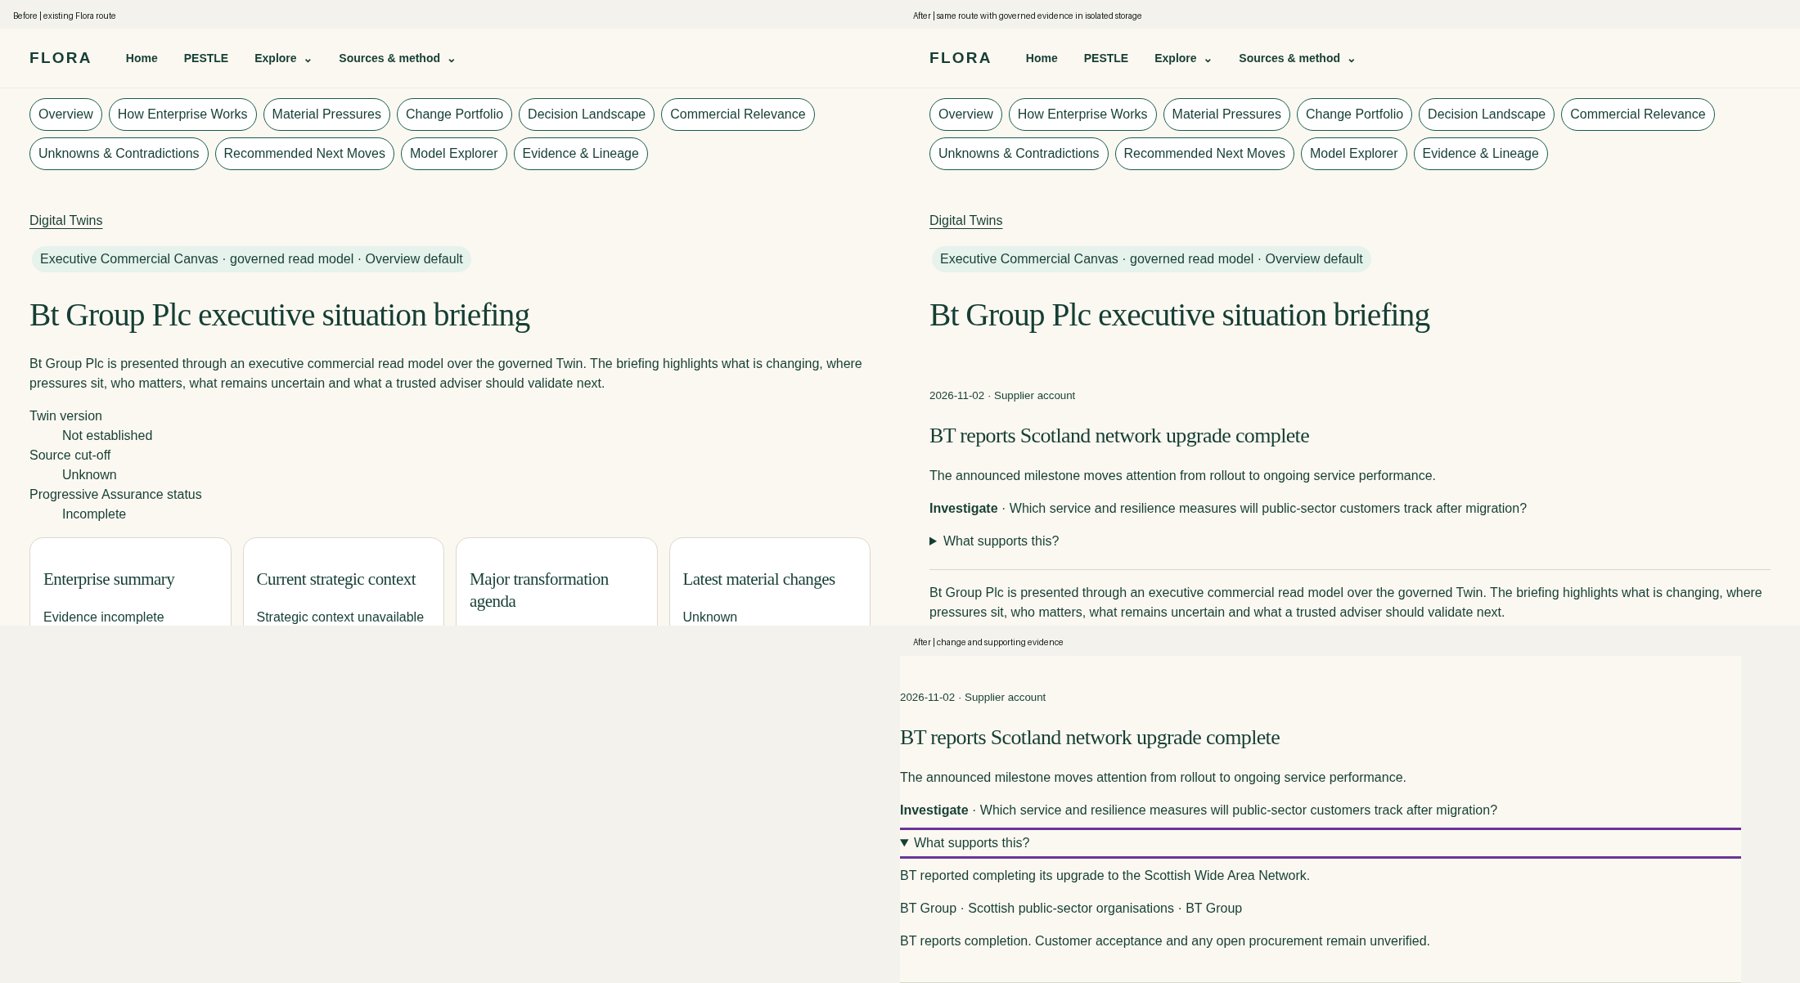 Before | existing Flora route
FLORA Home PESTLE Explore Sources & method
Overview How Enterprise Works Material Pressures Change Portfolio Decision Landscape Commercial Relevance
Unknowns & Contradictions Recommended Next Moves Model Explorer Evidence & Lineage
Digital Twins
Executive Commercial Canvas · governed read model · Overview default
Bt Group Plc executive situation briefing
Bt Group Plc is presented through an executive commercial read model over the governed Twin. The briefing highlights what is changing, where
pressures sit, who matters, what remains uncertain and what a trusted adviser should validate next.
Twin version
Not established
Source cut-off
Unknown
Progressive Assurance status
Incomplete
Enterprise summary
Evidence incomplete
Current strategic context
Strategic context unavailable
Major transformation
agenda
Latest material changes
Unknown
After | same route with governed evidence in isolated storage
FLORA Home PESTLE Explore Sources & method
Overview How Enterprise Works Material Pressures Change Portfolio Decision Landscape Commercial Relevance
Unknowns & Contradictions Recommended Next Moves Model Explorer Evidence & Lineage
Digital Twins
Executive Commercial Canvas · governed read model · Overview default
Bt Group Plc executive situation briefing
2026-11-02 · Supplier account
BT reports Scotland network upgrade complete
The announced milestone moves attention from rollout to ongoing service performance.
Investigate · Which service and resilience measures will public-sector customers track after migration?
What supports this?
Bt Group Plc is presented through an executive commercial read model over the governed Twin. The briefing highlights what is changing, where
pressures sit, who matters, what remains uncertain and what a trusted adviser should validate next.
After | change and supporting evidence
2026-11-02 · Supplier account
BT reports Scotland network upgrade complete
The announced milestone moves attention from rollout to ongoing service performance.
Investigate · Which service and resilience measures will public-sector customers track after migration?
What supports this?
BT reported completing its upgrade to the Scottish Wide Area Network.
BT Group · Scottish public-sector organisations · BT Group
BT reports completion. Customer acceptance and any open procurement remain unverified.